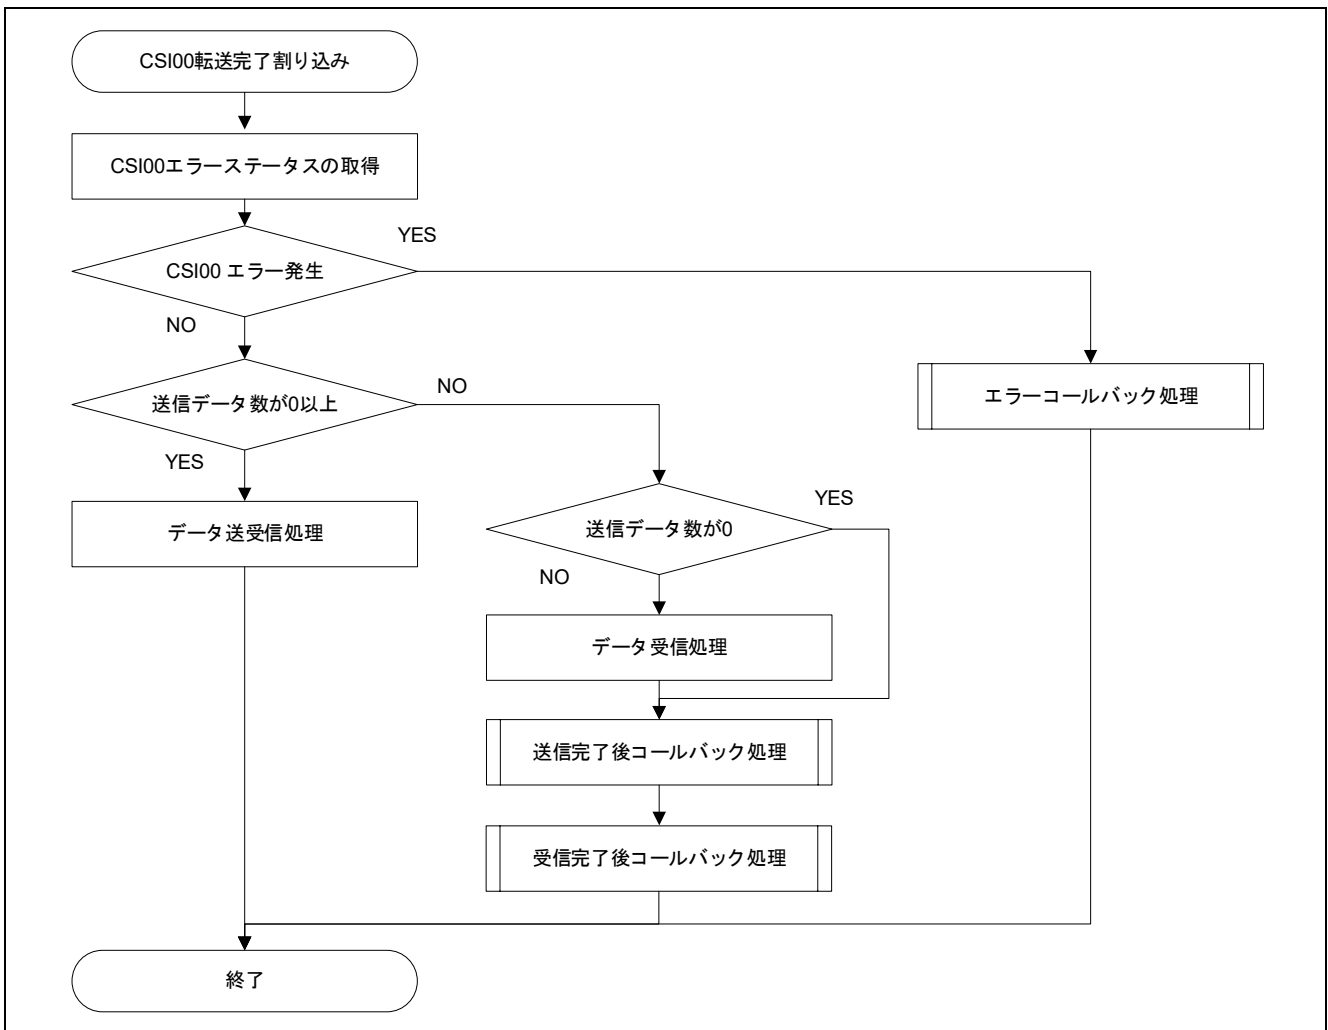 CSI00転送完了割り込み
CSI00エラーステータスの取得
YES
CSI00 エラー発生
NO
送信データ数が0以上
NO
エラーコールバック処理
YES
データ送受信処理
YES
送信データ数が0
NO
データ受信処理
送信完了後コールバック処理
受信完了後コールバック処理
終了